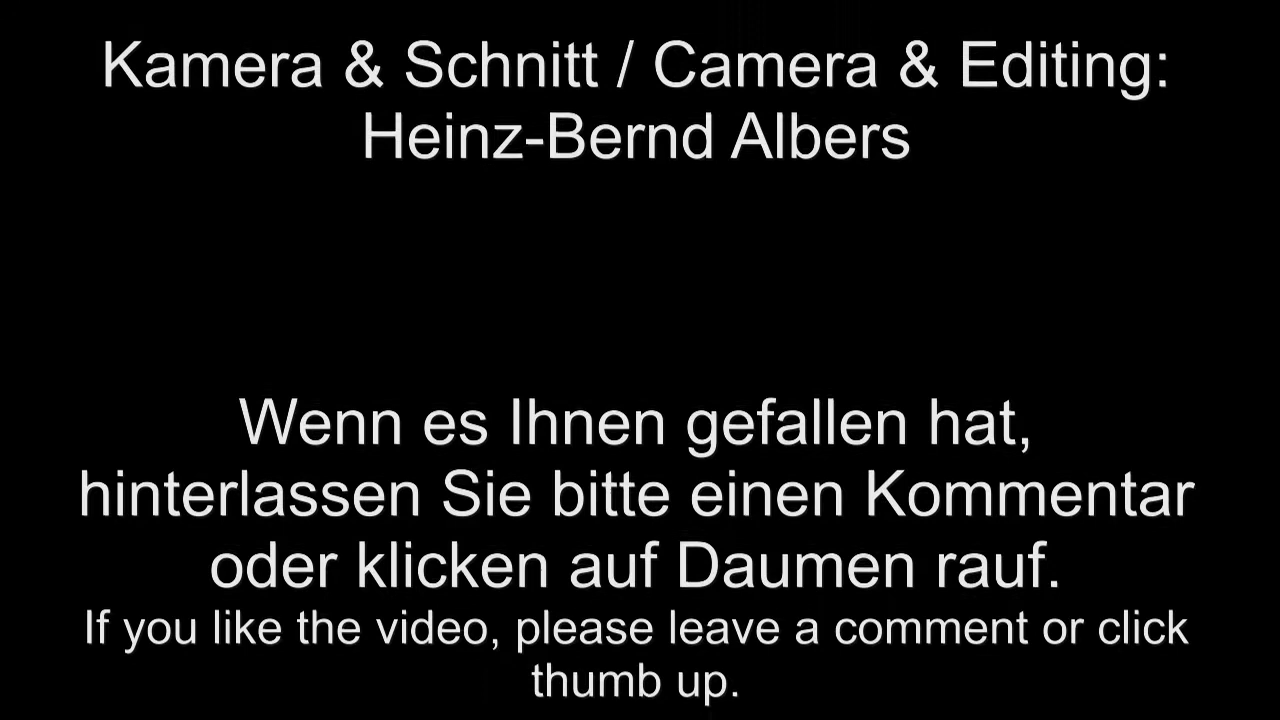 Kamera & Schnitt / Camera & Editing:
Heinz-Bernd Albers
Wenn es Ihnen gefallen hat,
hinterlassen Sie bitte einen Kommentar
oder klicken auf Daumen rauf.
If you like the video, please leave a comment or click
thumb up.